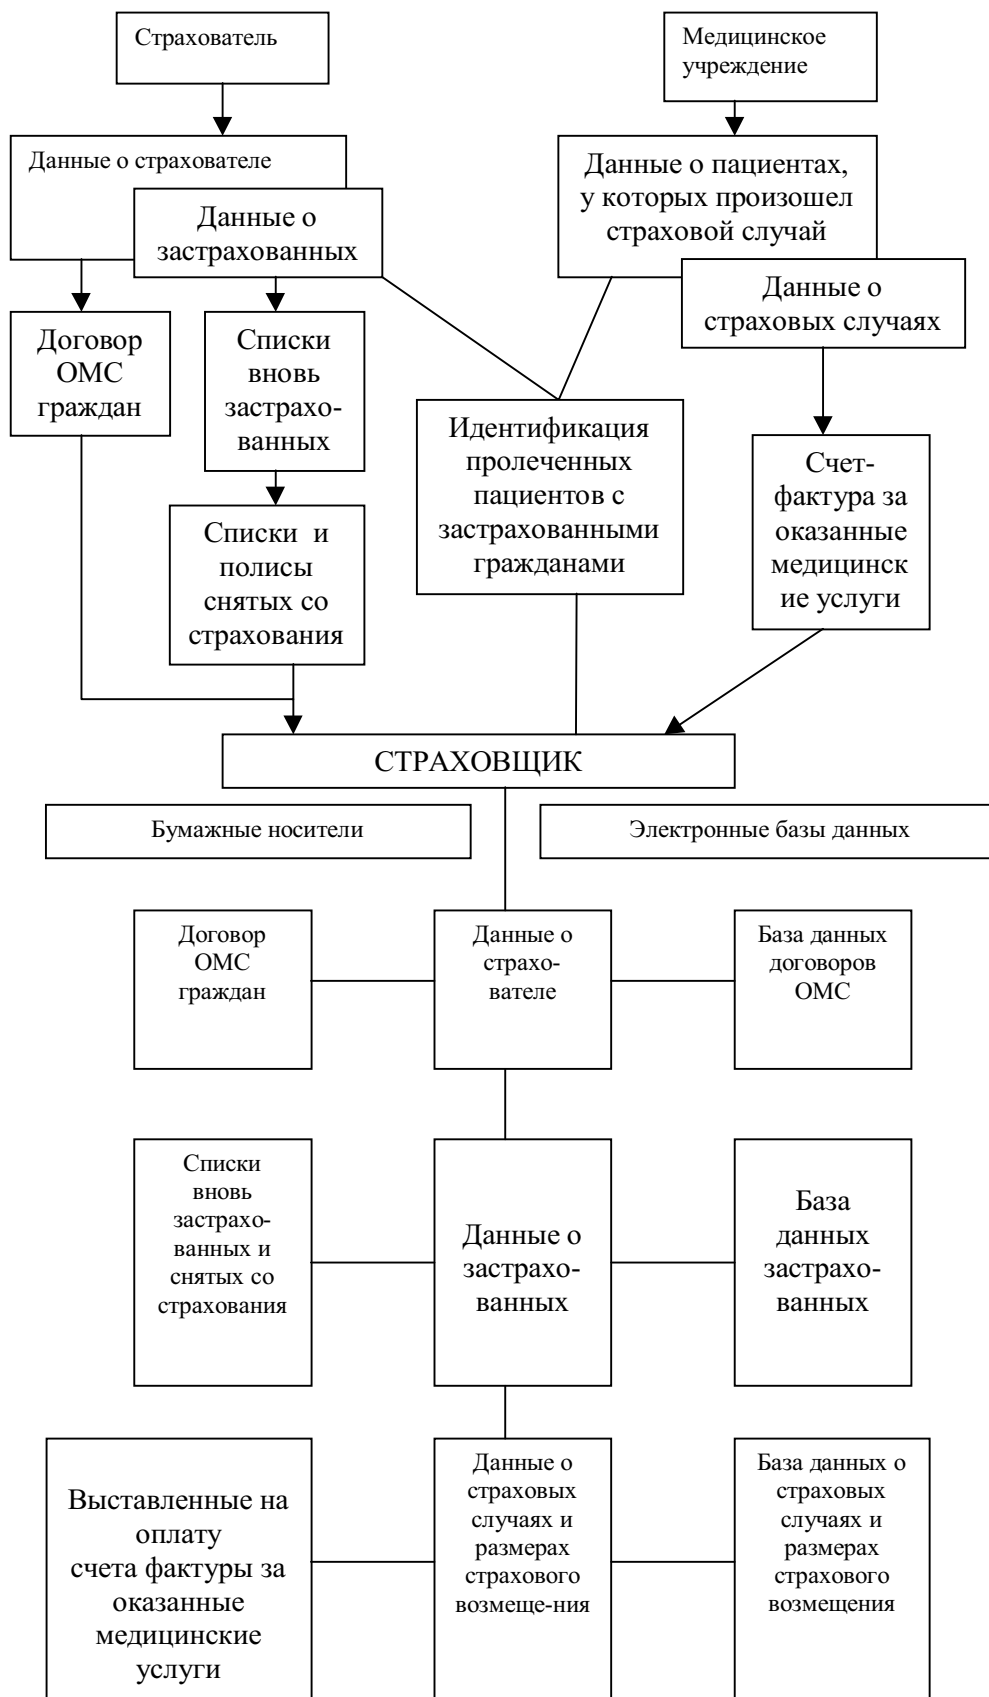 Страхователь
Медицинское
учреждение
Данные о страхователе
Данные о
застрахованных
Данные о пациентах,
у которых произошел
страховой случай
Данные о
страховых случаях
Договор
ОМС
граждан
Списки
вновь
застрахо-
ванных
Идентификация
пролеченных
пациентов с
застрахованными
гражданами
Счет-
фактура за
оказанные
медицинск
ие услуги
Списки и
полисы
снятых со
страхования
СТРАХОВЩИК
Бумажные носители
Электронные базы данных
Договор
ОМС
граждан
Данные о
страхо-
вателе
База данных
договоров
ОМС
Списки
вновь
застрахо-
ванных и
снятых со
страхования
Данные о
застрахо-
ванных
База
данных
застрахо-
ванных
Выставленные на
оплату
счета фактуры за
оказанные
медицинские
услуги
Данные о
страховых
случаях и
размерах
страхового
возмеще-ния
База данных о
страховых
случаях и
размерах
страхового
возмещения